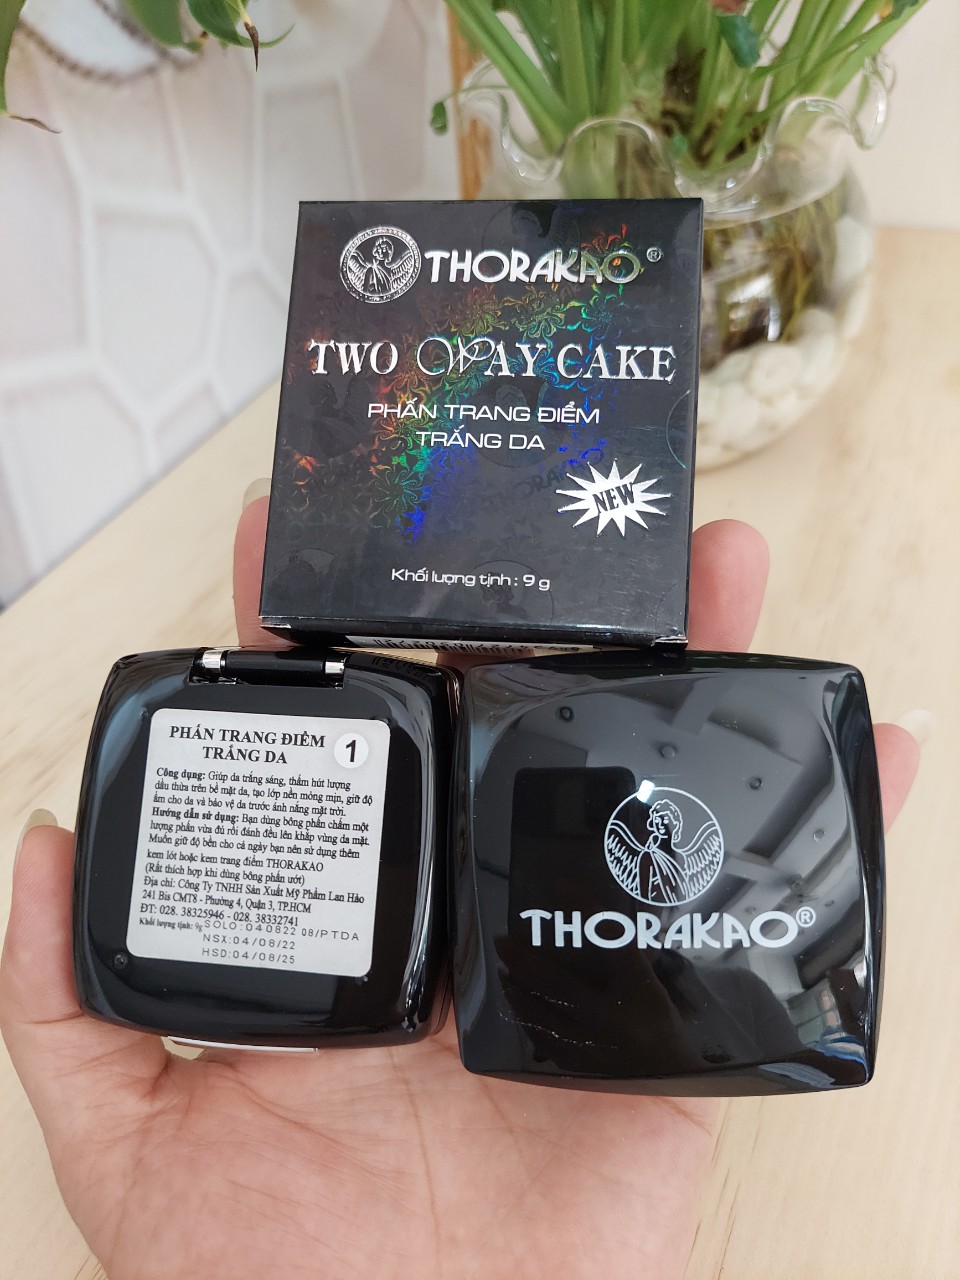 THORAKAO®
TWO WAY CAKE
PHẤN TRANG ĐIỂM
TRẮNG DA
NEW
Khối lượng tịnh : 9 g
PHẤN TRANG ĐIỂM
TRẮNG DA
1
Công dụng: Giúp da trắng sáng, thấm hút lượng
dầu thừa trên bề mặt da, tạo lớp nền mỏng mịn, giữ độ
ẩm cho da và bảo vệ da trước ánh nắng mặt trời.
Hướng dẫn sử dụng: Bạn dùng bông phấn chấm một
lượng phấn vừa đủ rồi đánh đều lên khắp vùng da mặt.
Muốn giữ độ bền cho cả ngày bạn nên sử dụng thêm
kem lót hoặc kem trang điểm THORAKAO
(Rất thích hợp khi dùng bông phấn ướt)
Địa chỉ: Công Ty TNHH Sản Xuất Mỹ Phẩm Lan Hảo
241 Bis CMT8 - Phường 4, Quận 3, TP.HCM
ĐT: 028. 38325946 - 028. 38332741
Khối lượng tịnh: 9g SOLO:040822 08/PTDA
NSX:04/08/22
HSD:04/08/25
THORAKAO®